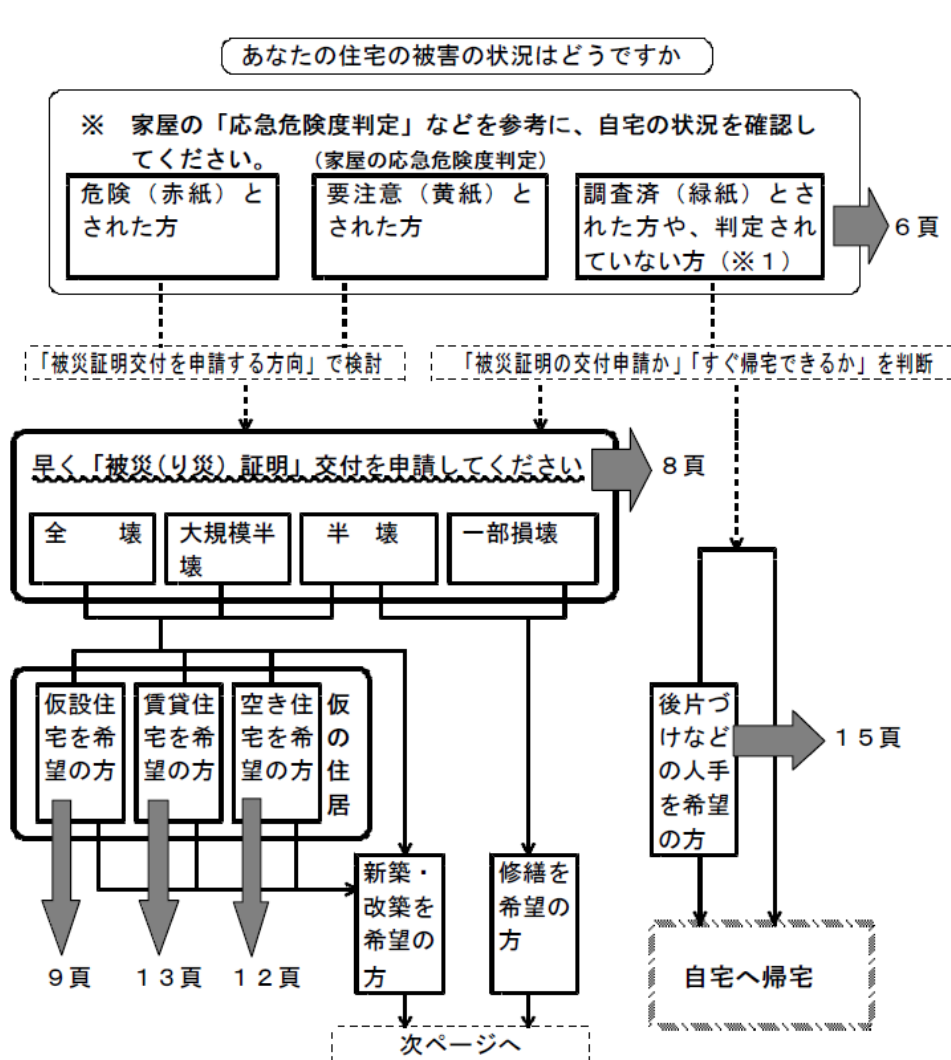 あなたの住宅の被害の状況はどうですか
※　家屋の「応急危険度判定」などを参考に、自宅の状況を確認し
てください。　（家屋の応急危険度判定）
危険（赤紙）と
された方
要注意（黄紙）と
された方
調査済（緑紙）とさ
れた方や、判定され
ていない方（※１）
６頁
「被災証明交付を申請する方向」で検討
「被災証明の交付申請か」「すぐ帰宅できるか」を判断
早く「被災（り災）証明」交付を申請してください
８頁
全　　壊
大規模半
壊
半　壊
一部損壊
仮設住
宅を希
望の方
賃貸住
宅を希
望の方
空き住
宅を希
望の方
仮
の
住
居
後片づ
けなど
の人手
を希望
の方
１５頁
新築・
改築を
希望の
方
修繕を
希望の
方
９頁
１３頁
１２頁
自宅へ帰宅
次ページへ